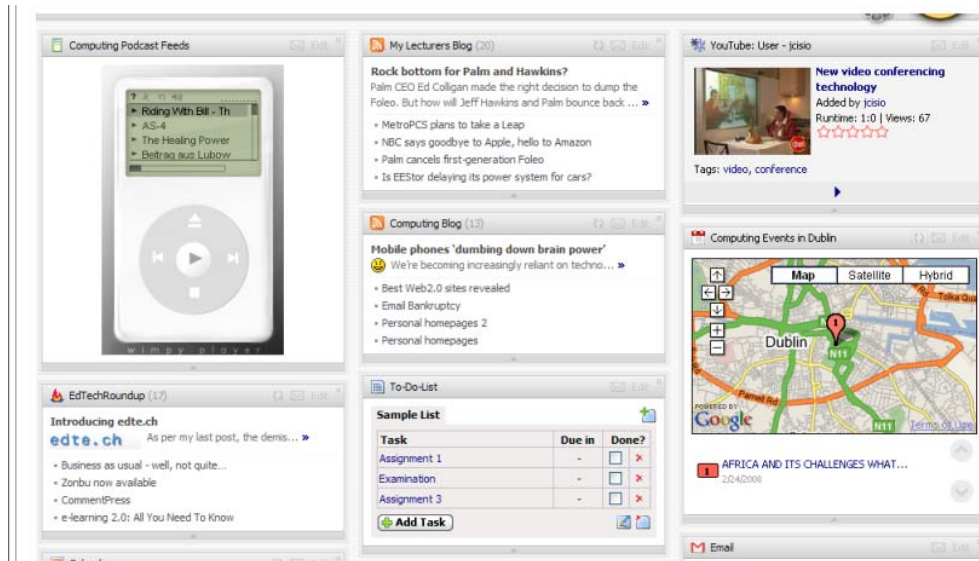 Computing Podcast Feeds
Edit
Riding With Bill - Th
AS-4
The Healing Power
Beitrag aus Lubow
wimpy player
EdTechRoundup (17)
Edit
Introducing edte.ch
edte.ch As per my last post, the demis... »
Business as usual - well, not quite...
Zonbu now available
CommentPress
e-learning 2.0: All You Need To Know
My Lecturers Blog (20)
Edit
Rock bottom for Palm and Hawkins?
Palm CEO Ed Colligan made the right decision to dump the
Foleo. But how will Jeff Hawkins and Palm bounce back ... »
MetroPCS plans to take a Leap
NBC says goodbye to Apple, hello to Amazon
Palm cancels first-generation Foleo
Is EEStor delaying its power system for cars?
Computing Blog (13)
Edit
Mobile phones 'dumbing down brain power'
We're becoming increasingly reliant on techno... »
Best Web2.0 sites revealed
Email Bankruptcy
Personal homepages 2
Personal homepages
To-Do-List
Edit
Sample List
Task Due in Done?
Assignment 1 -
Examination -
Assignment 3 -
Add Task
YouTube: User - jcisio
Edit
New video conferencing
technology
Added by jcisio
Runtime: 1:0 | Views: 67
Tags: video, conference
Computing Events in Dublin
Edit
Map Satellite Hybrid
Tolka Qua
1
Dublin
N11
Parnell Rd
POWERED BY
Google
N11
Terms of Use
1 AFRICA AND ITS CHALLENGES WHAT...
2/24/2008
Email
Edit